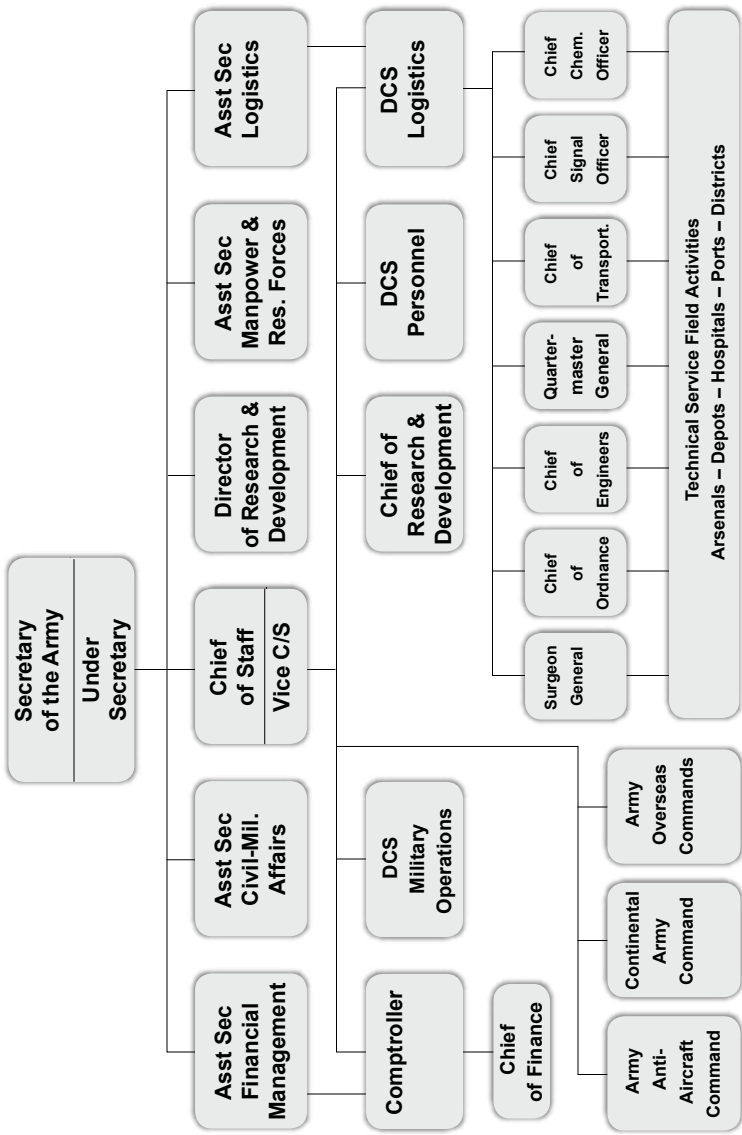 Secretary
of the Army
Under
Secretary
Asst Sec
Financial
Management
Asst Sec
Civil-Mil.
Affairs
Chief
of Staff
Vice C/S
Director
of Research &
Development
Asst Sec
Manpower &
Res. Forces
Asst Sec
Logistics
Comptroller
DCS
Military
Operations
Chief of
Research &
Development
DCS
Personnel
DCS
Logistics
Chief
of Finance
Surgeon
General
Chief
of
Ordnance
Chief
of
Engineers
Quarter-
master
General
Chief
of
Transport.
Chief
Signal
Officer
Chief
Chem.
Officer
Army
Anti-
Aircraft
Command
Continental
Army
Command
Army
Overseas
Commands
Technical Service Field Activities
Arsenals – Depots – Hospitals – Ports – Districts